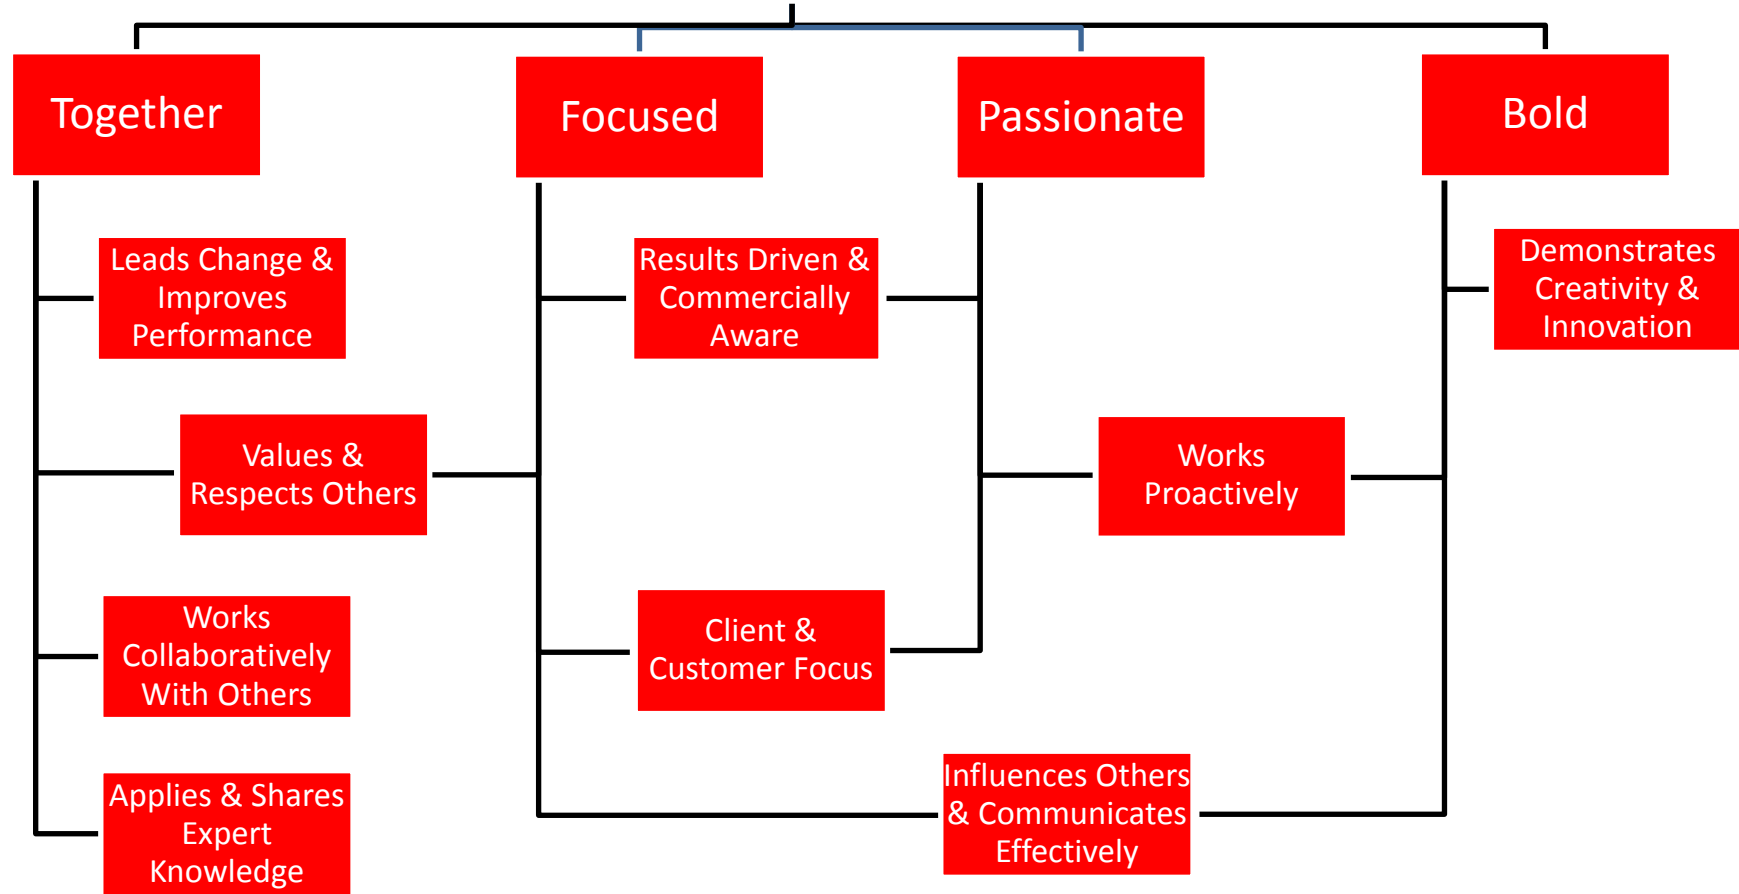 Together
Focused
Passionate
Bold
Leads Change &
Improves
Performance
Results Driven &
Commercially
Aware
Demonstrates
Creativity &
Innovation
Values &
Respects Others
Works
Proactively
Works
Collaboratively
With Others
Client &
Customer Focus
Applies & Shares
Expert
Knowledge
Influences Others
& Communicates
Effectively